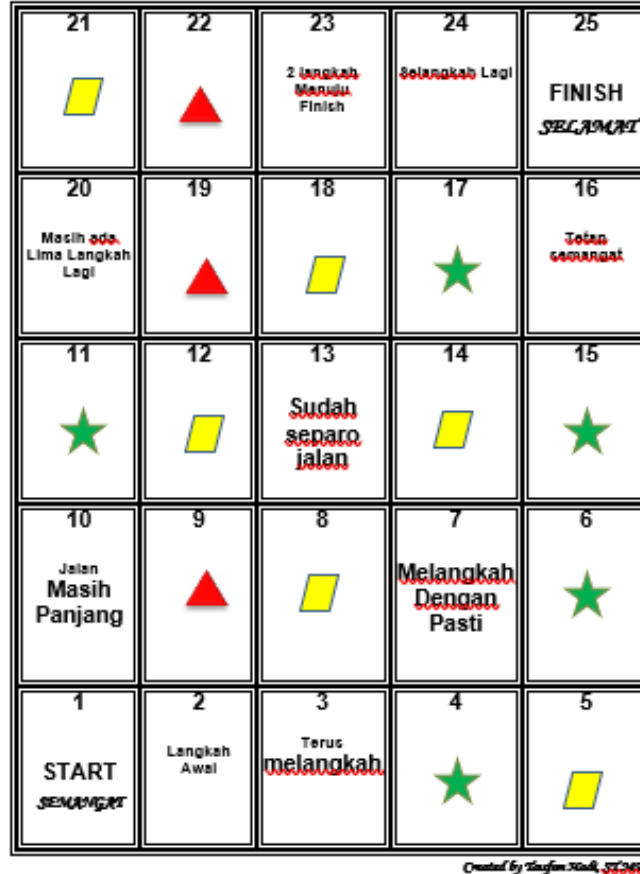 21 22 23 24 25
2 langkah
Menuju
Finish
Selangkah Lagi
FINISH
SELAMAT
20 19 18 17 16
Masih ada
Lima Langkah
Lagi
Tetap
semangat
11 12 13 14 15
Sudah
separo
jalan
10 9 8 7 6
Jalan
Masih
Panjang
Melangkah
Dengan
Pasti
1 2 3 4 5
START
SEMANGAT
Langkah
Awal
Terus
melangkah
Created by